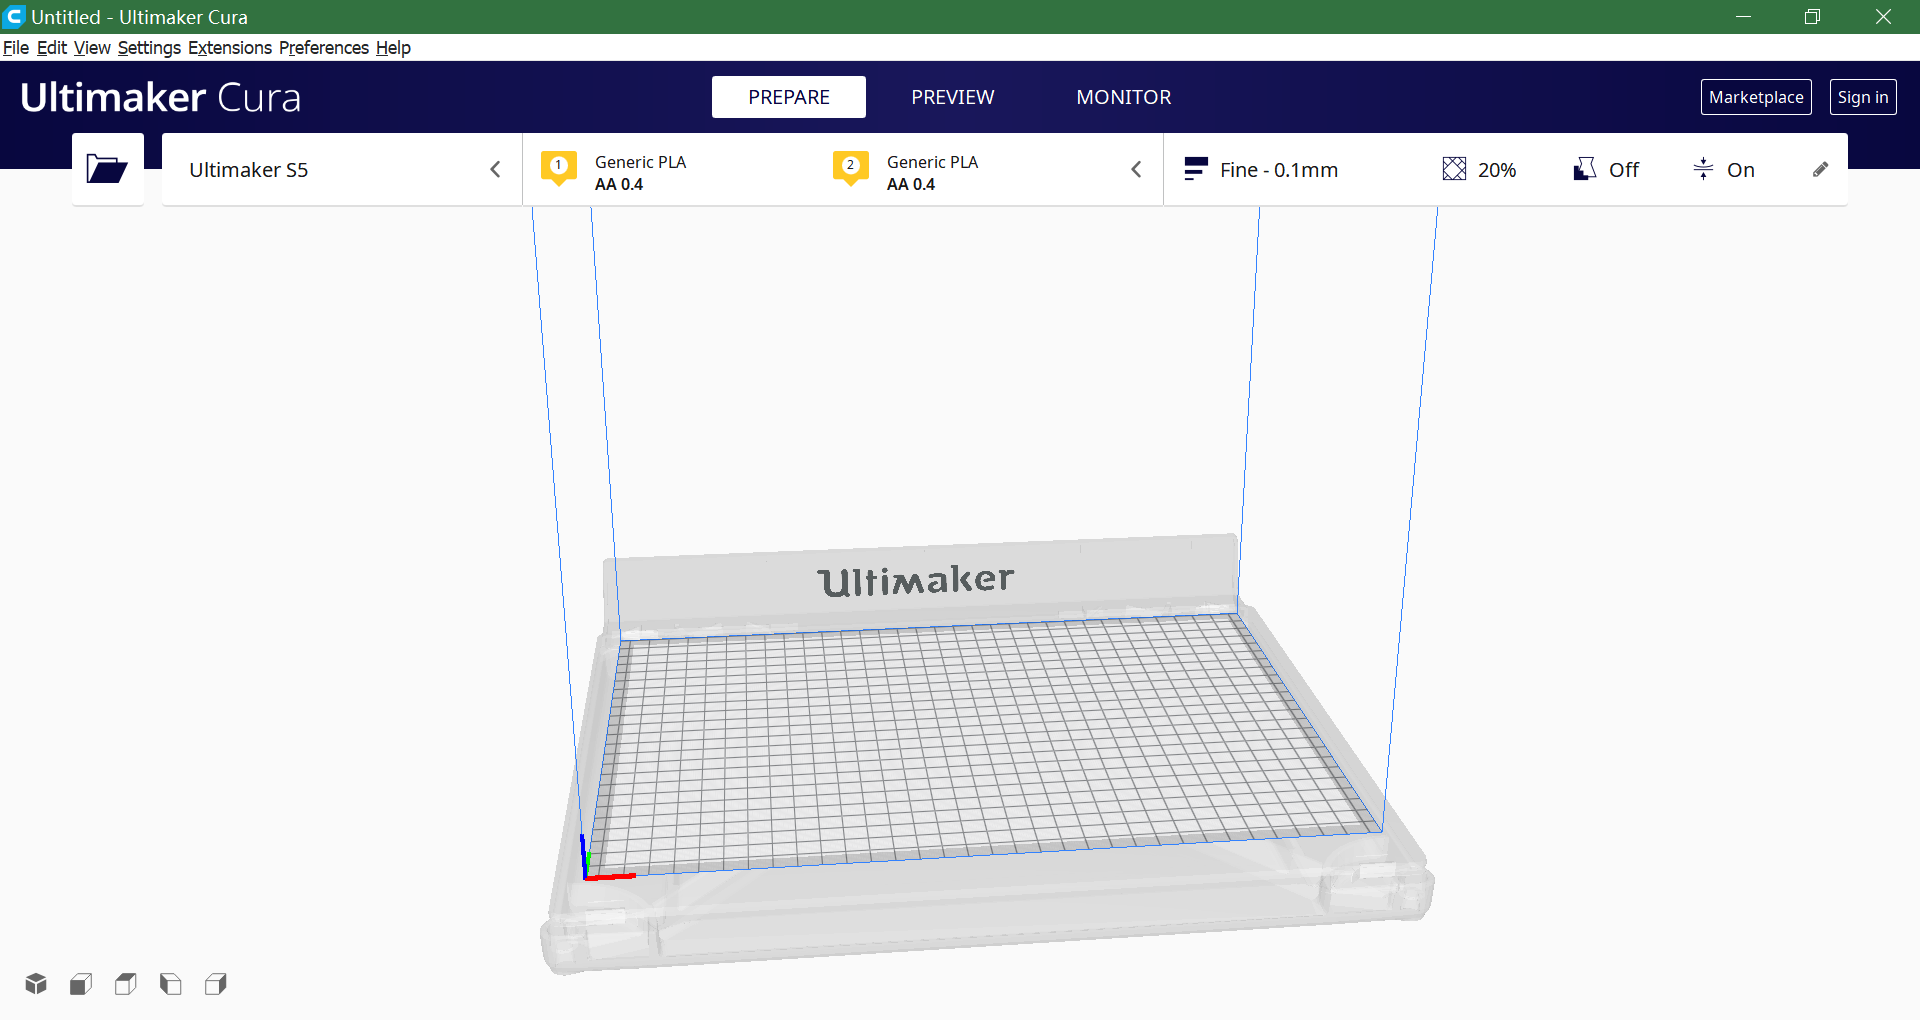 Untitled - Ultimaker Cura
File Edit View Settings Extensions Preferences Help
Ultimaker Cura
PREPARE
PREVIEW
MONITOR
Marketplace
Sign in
Ultimaker S5
1
Generic PLA
AA 0.4
2
Generic PLA
AA 0.4
Fine - 0.1mm
20%
Off
On
Ultimaker